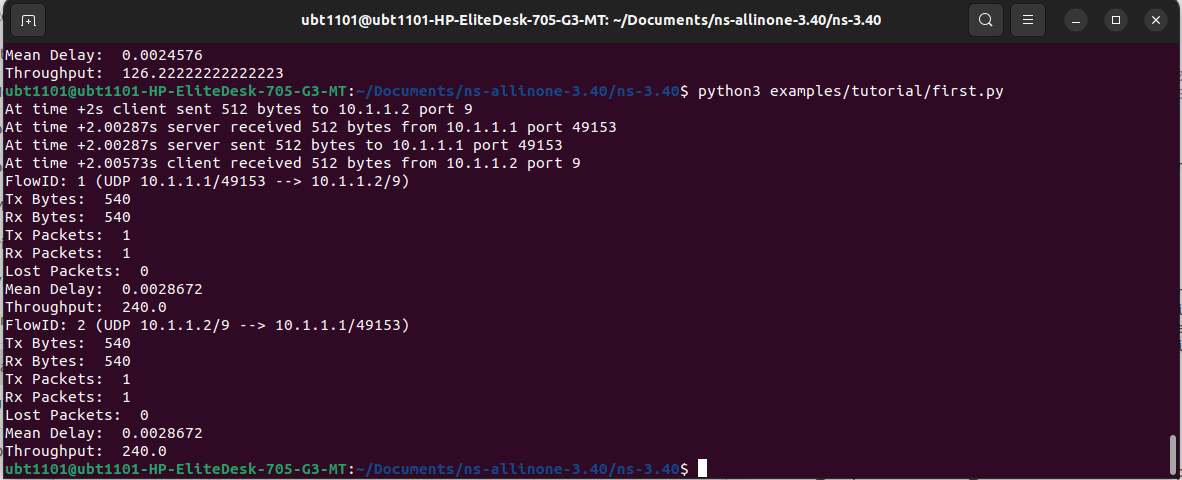 ubt1101@ubt1101-HP-EliteDesk-705-G3-MT: ~/Documents/ns-allinone-3.40/ns-3.40
Mean Delay:  0.0024576
Throughput:  126.22222222222223
ubt1101@ubt1101-HP-EliteDesk-705-G3-MT:~/Documents/ns-allinone-3.40/ns-3.40$ python3 examples/tutorial/first.py
At time +2s client sent 512 bytes to 10.1.1.2 port 9
At time +2.00287s server received 512 bytes from 10.1.1.1 port 49153
At time +2.00287s server sent 512 bytes to 10.1.1.1 port 49153
At time +2.00573s client received 512 bytes from 10.1.1.2 port 9
FlowID: 1 (UDP 10.1.1.1/49153 --> 10.1.1.2/9)
Tx Bytes:  540
Rx Bytes:  540
Tx Packets:  1
Rx Packets:  1
Lost Packets:  0
Mean Delay:  0.0028672
Throughput:  240.0
FlowID: 2 (UDP 10.1.1.2/9 --> 10.1.1.1/49153)
Tx Bytes:  540
Rx Bytes:  540
Tx Packets:  1
Rx Packets:  1
Lost Packets:  0
Mean Delay:  0.0028672
Throughput:  240.0
ubt1101@ubt1101-HP-EliteDesk-705-G3-MT:~/Documents/ns-allinone-3.40/ns-3.40$